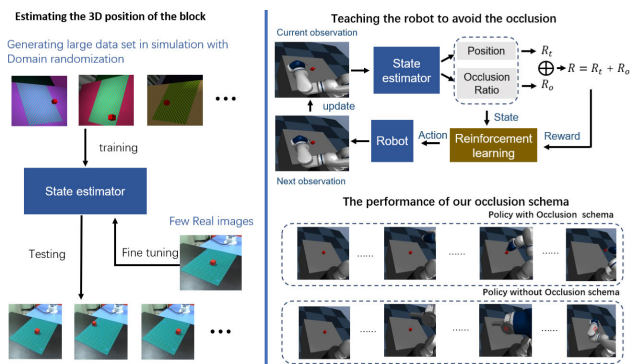 Estimating the 3D position of the block
Generating large data set in simulation with
Domain randomization
training
State estimator
Few Real images
Testing
Fine tuning
Teaching the robot to avoid the occlusion
Current observation
State
estimator
Position
Occlusion
Ratio
R_t
R_o
R = R_t + R_o
update
State
Robot
Action
Reinforcement
learning
Reward
Next observation
The performance of our occlusion schema
Policy with Occlusion schema
...... ...... ......
Policy without Occlusion schema
...... ...... ......